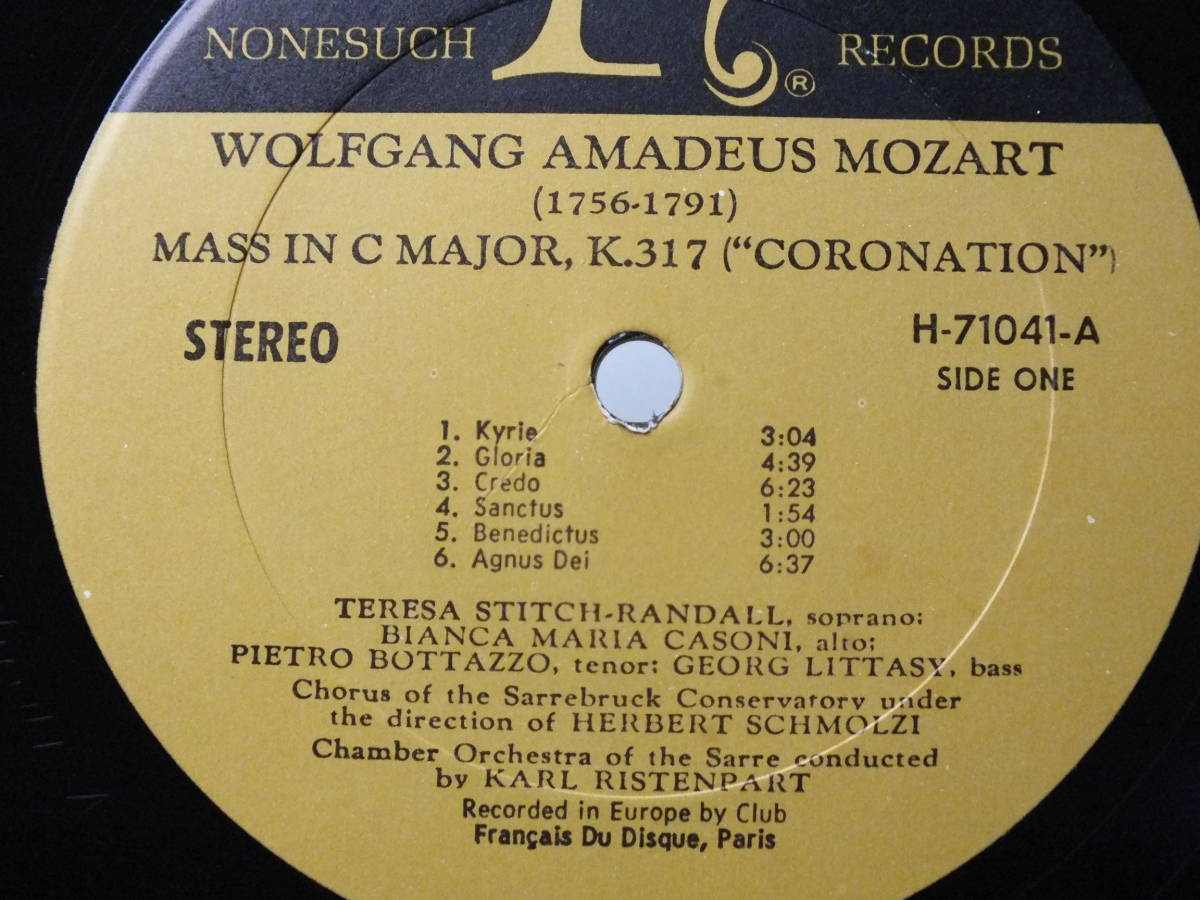 NONESUCH RECORDS
®
WOLFGANG AMADEUS MOZART
(1756-1791)
MASS IN C MAJOR, K.317 ("CORONATION")
STEREO
H-71041-A
SIDE ONE
1. Kyrie 3:04
2. Gloria 4:39
3. Credo 6:23
4. Sanctus 1:54
5. Benedictus 3:00
6. Agnus Dei 6:37
TERESA STITCH-RANDALL, soprano;
BIANCA MARIA CASONI, alto;
PIETRO BOTTAZZO, tenor; GEORG LITTASY, bass
Chorus of the Sarrebruck Conservatory under
the direction of HERBERT SCHMOLZI
Chamber Orchestra of the Sarre conducted
by KARL RISTENPART
Recorded in Europe by Club
Français Du Disque, Paris